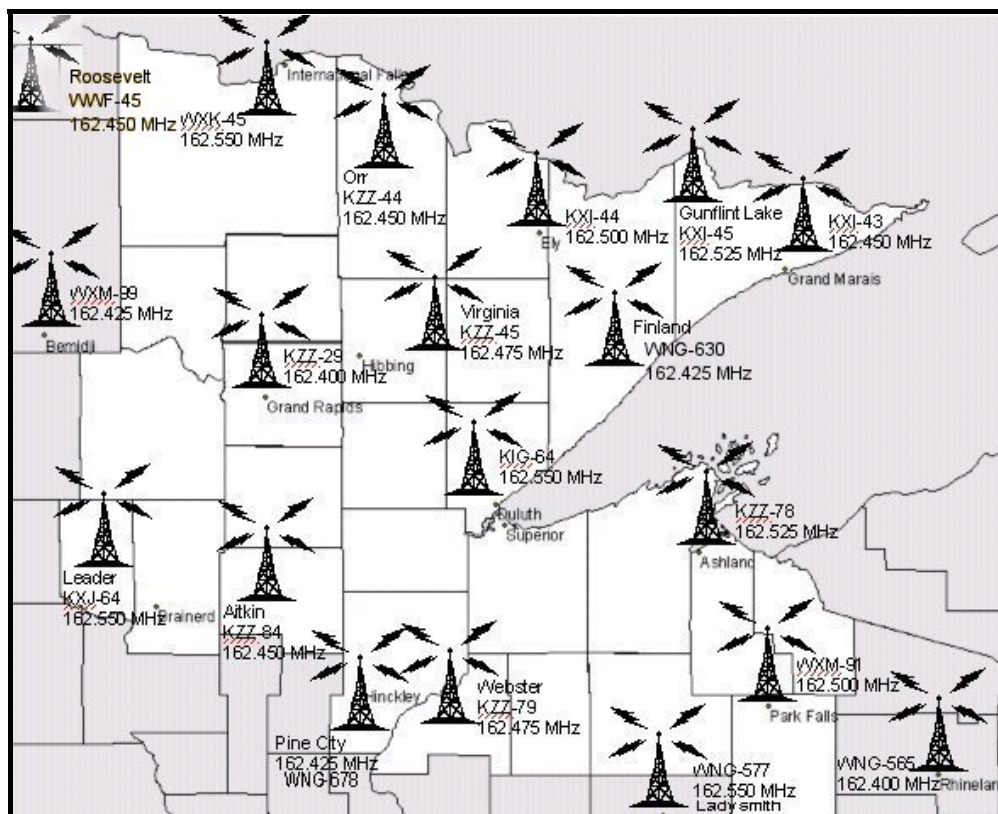 Roosevelt
WWF-45
162.450 MHz
International Falls
WXK-45
162.550 MHz
Orr
KZZ-44
162.450 MHz
KXI-44
162.500 MHz
Ely
Gunflint Lake
KXI-45
162.525 MHz
KXI-43
162.450 MHz
Grand Marais
WXM-99
162.425 MHz
Bemidji
KZZ-29
162.400 MHz
Grand Rapids
Hibbing
Virginia
KZZ-45
162.475 MHz
Finland
WNG-630
162.425 MHz
KIG-64
162.550 MHz
Duluth
Superior
KZZ-78
162.525 MHz
Ashland
Leader
KXJ-64
162.550 MHz
Brainerd
Aitkin
KZZ-84
162.450 MHz
Hinckley
Pine City
162.425 MHz
WNG-678
Webster
KZZ-79
162.475 MHz
WXM-91
162.500 MHz
Park Falls
WNG-577
162.550 MHz
Ladysmith
WNG-565
162.400 MHz
Rhinelan